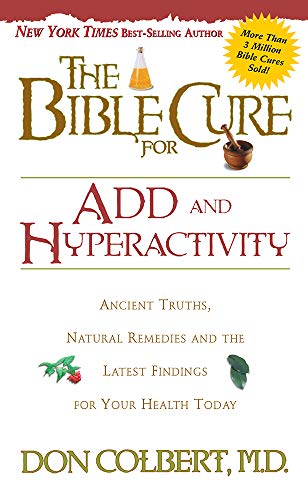 NEW YORK TIMES BEST-SELLING AUTHOR
More Than
3 Million
Bible Cures
Sold!
THE
BIBLE CURE
FOR
ADD AND
HYPERACTIVITY
ANCIENT TRUTHS,
NATURAL REMEDIES AND THE
LATEST FINDINGS
FOR YOUR HEALTH TODAY
DON COLBERT, M.D.